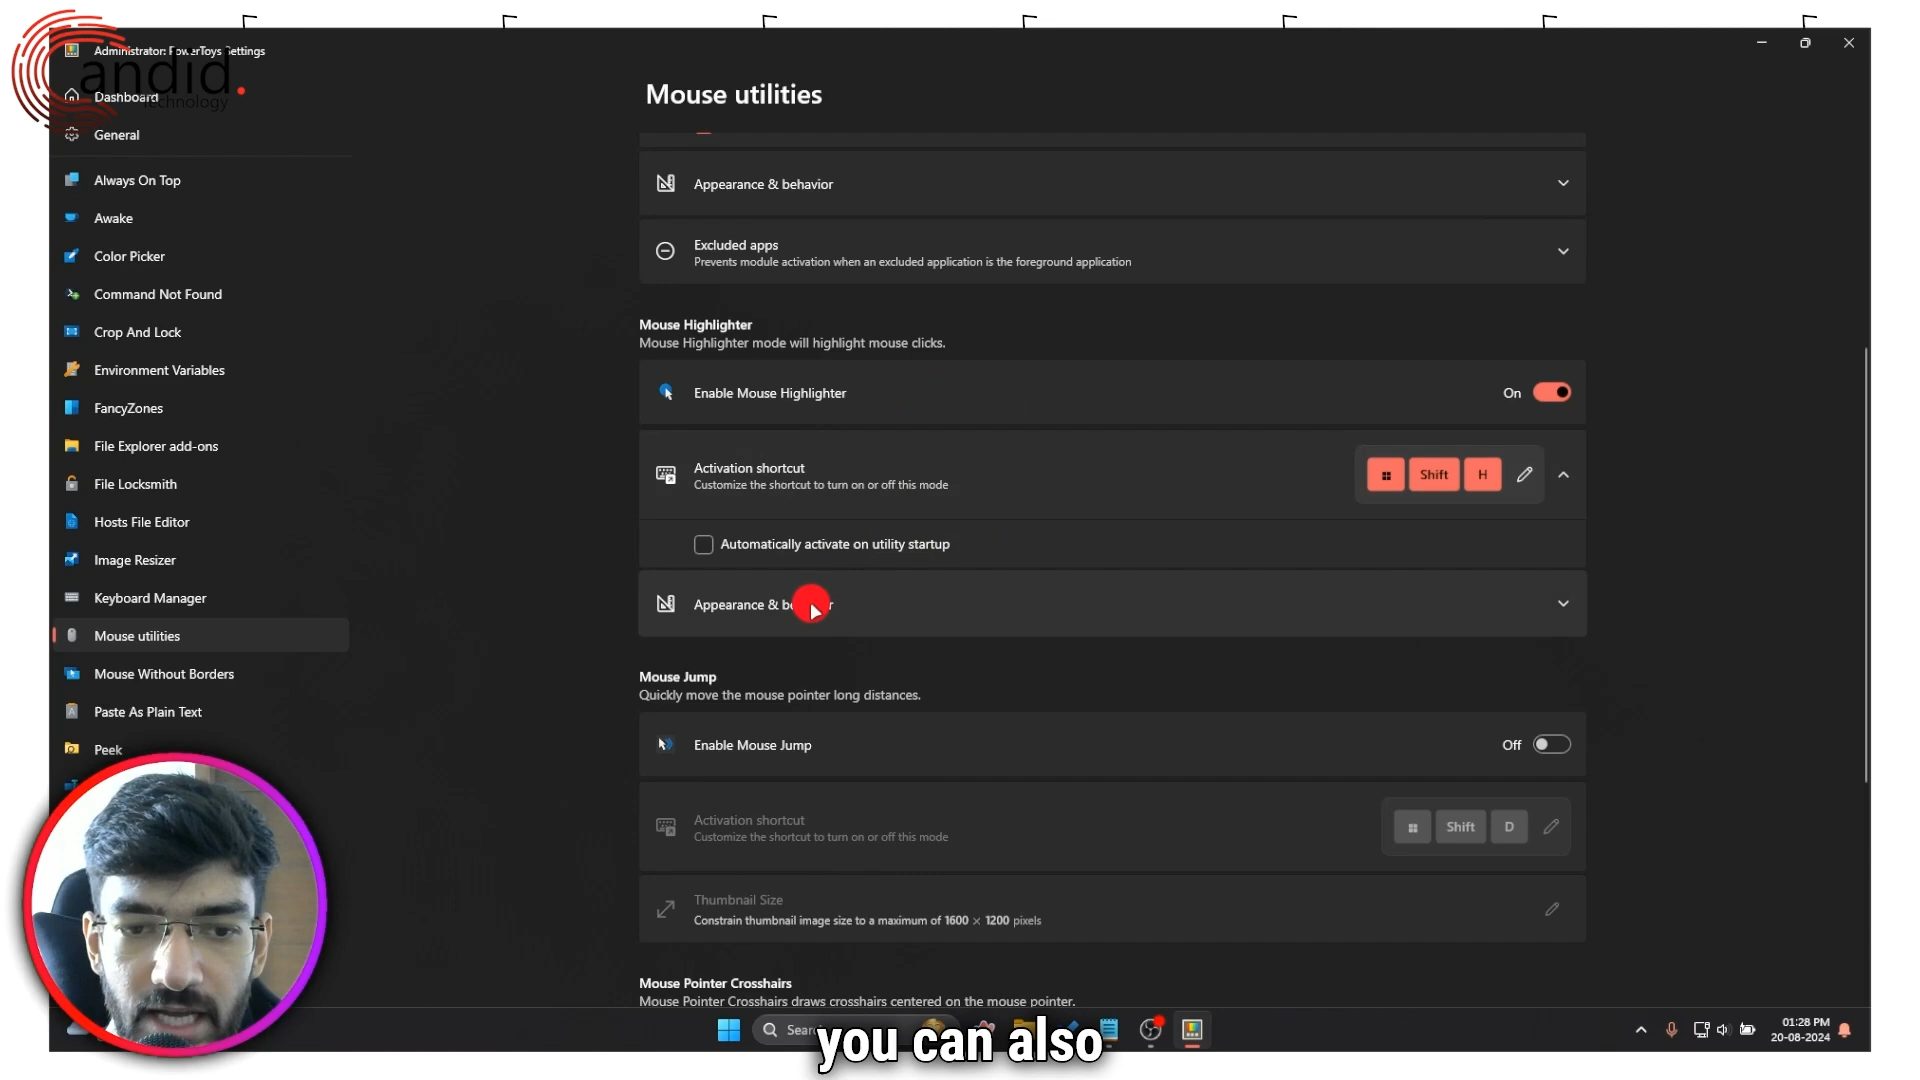 Administrator: PowerToys Settings
Candid.
Technology
Dashboard
General
Always On Top
Awake
Color Picker
Command Not Found
Crop And Lock
Environment Variables
FancyZones
File Explorer add-ons
File Locksmith
Hosts File Editor
Image Resizer
Keyboard Manager
Mouse utilities
Mouse Without Borders
Paste As Plain Text
Peek
Mouse utilities
Appearance & behavior
Excluded apps
Prevents module activation when an excluded application is the foreground application
Mouse Highlighter
Mouse Highlighter mode will highlight mouse clicks.
Enable Mouse Highlighter
On
Activation shortcut
Customize the shortcut to turn on or off this mode
Shift H
Automatically activate on utility startup
Appearance &
Mouse Jump
Quickly move the mouse pointer long distances.
Enable Mouse Jump
Off
Activation shortcut
Customize the shortcut to turn on or off this mode
Shift D
Thumbnail Size
Constrain thumbnail image size to a maximum of 1600 × 1200 pixels
Mouse Pointer Crosshairs
Mouse Pointer Crosshairs draws crosshairs centered on the mouse pointer.
you can also
01:28 PM
20-08-2024